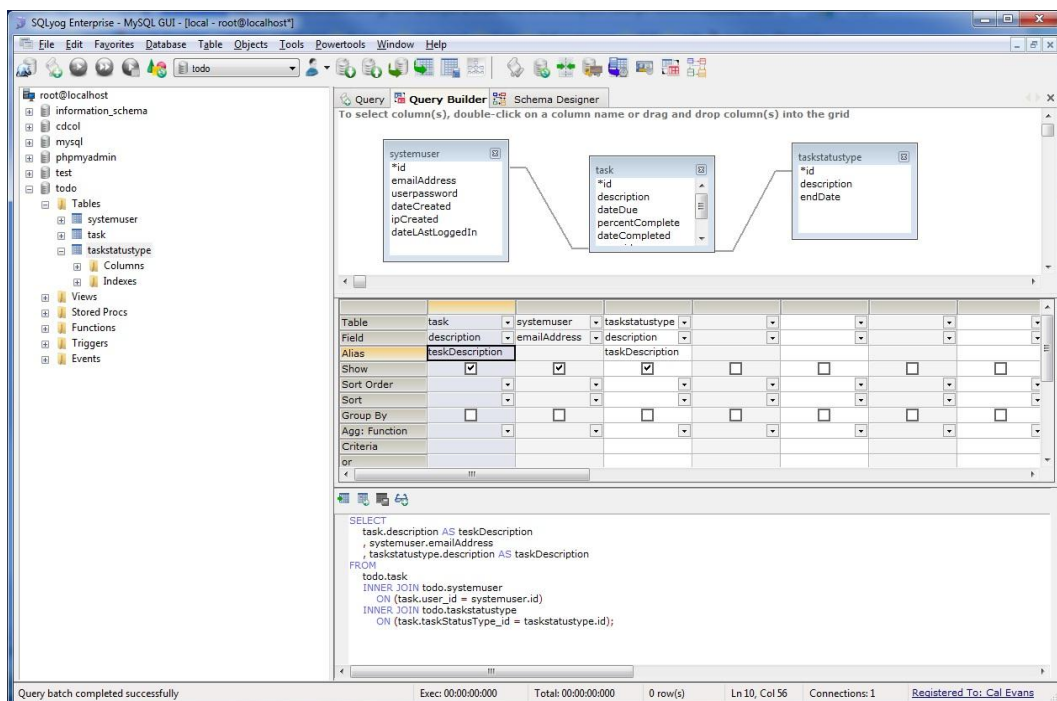 SQLyog Enterprise - MySQL GUI - [local - root@localhost*]
File Edit Favorites Database Table Objects Tools Powertools Window Help
todo
root@localhost
information_schema
cdcol
mysql
phpmyadmin
test
todo
Tables
systemuser
task
taskstatustype
Columns
Indexes
Views
Stored Procs
Functions
Triggers
Events
Query Query Builder Schema Designer
To select column(s), double-click on a column name or drag and drop column(s) into the grid
systemuser
*id
emailAddress
userpassword
dateCreated
ipCreated
dateLAstLoggedIn
task
*id
description
dateDue
percentComplete
dateCompleted
taskstatustype
*id
description
endDate
Table task systemuser taskstatustype
Field description emailAddress description
Alias teskDescription taskDescription
Show
Sort Order
Sort
Group By
Agg: Function
Criteria
or
SELECT
task.description AS teskDescription
, systemuser.emailAddress
, taskstatustype.description AS taskDescription
FROM
todo.task
INNER JOIN todo.systemuser
ON (task.user_id = systemuser.id)
INNER JOIN todo.taskstatustype
ON (task.taskStatusType_id = taskstatustype.id);
Query batch completed successfully Exec: 00:00:00:000 Total: 00:00:00:000 0 row(s) Ln 10, Col 56 Connections: 1 Registered To: Cal Evans